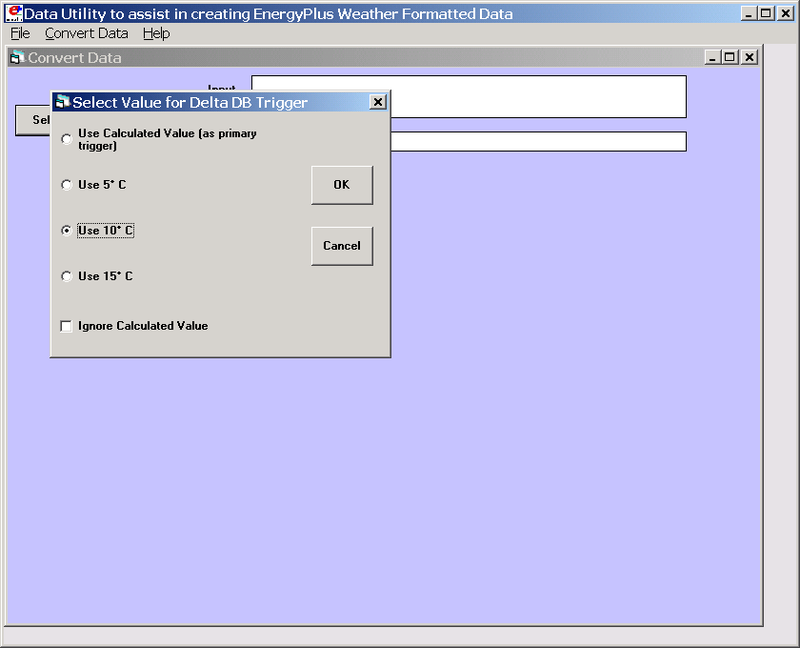 Data Utility to assist in creating EnergyPlus Weather Formatted Data
File Convert Data Help
Convert Data
Select Value for Delta DB Trigger
Use Calculated Value (as primary
trigger)
Use 5° C
OK
Use 10° C
Cancel
Use 15° C
Ignore Calculated Value